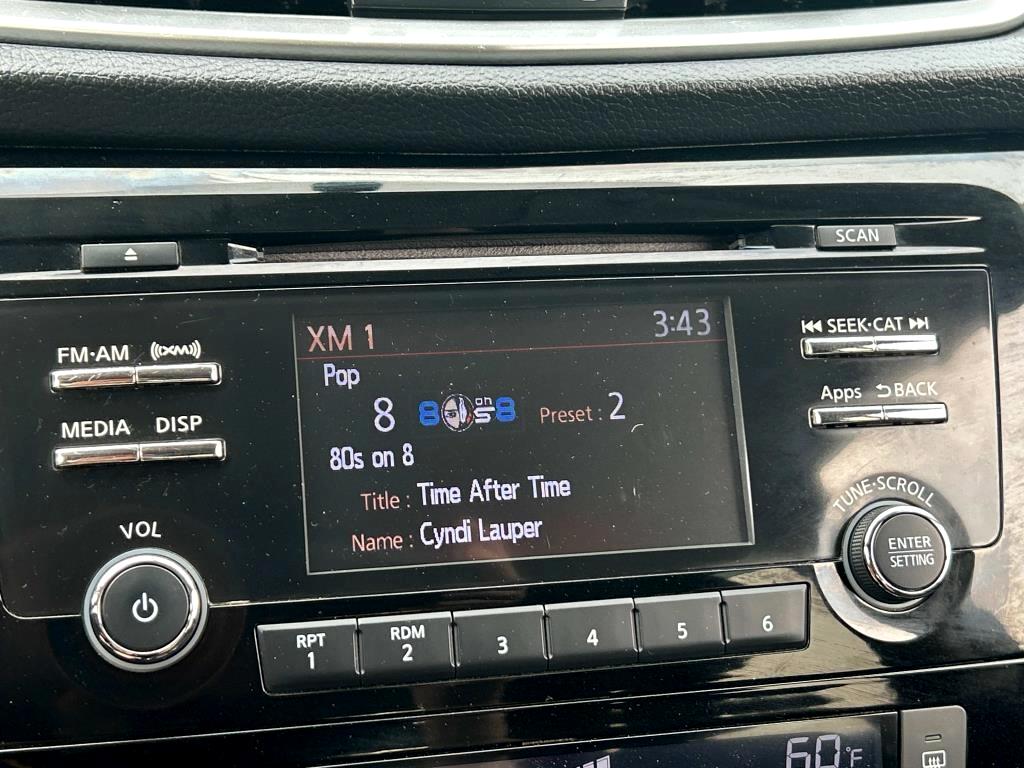 SCAN
FM·AM ((XM))
MEDIA DISP
VOL
XM 1 3:43
Pop
8 80s on 8 Preset : 2
80s on 8
Title : Time After Time
Name : Cyndi Lauper
SEEK·CAT
Apps BACK
TUNE·SCROLL
ENTER
SETTING
RPT
1
RDM
2
3
4
5
6
60°F